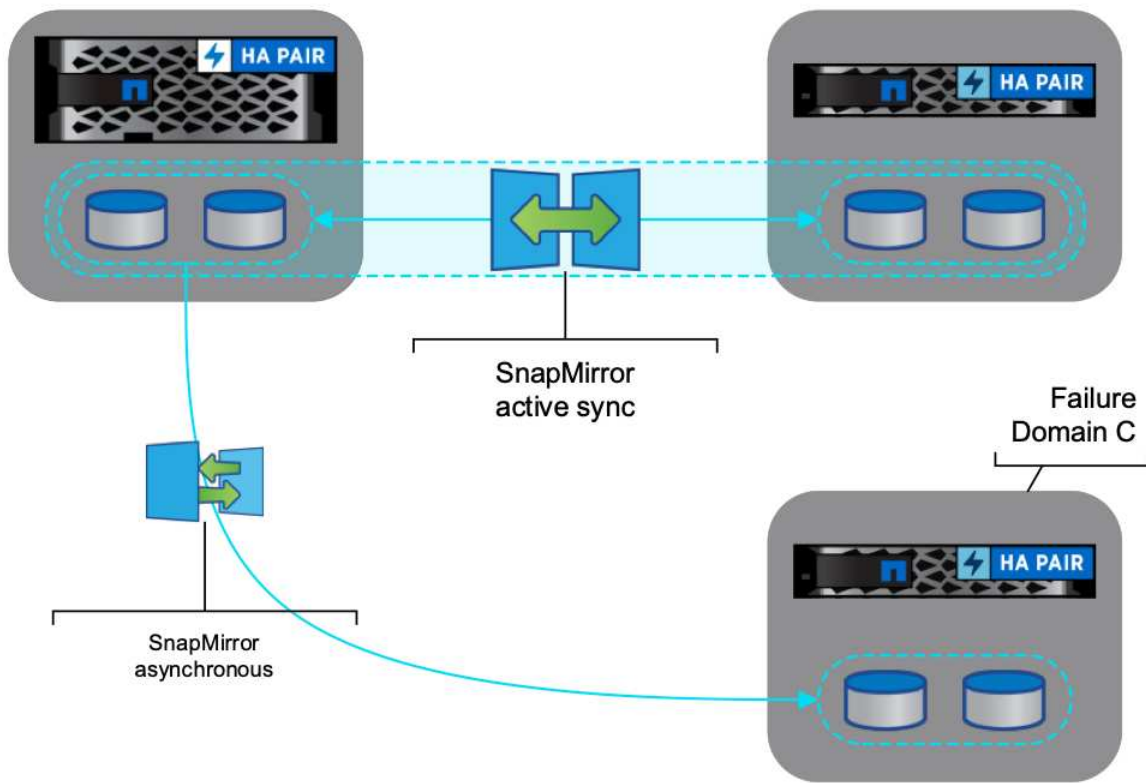 HA PAIR
HA PAIR
SnapMirror
active sync
Failure
Domain C
HA PAIR
SnapMirror
asynchronous